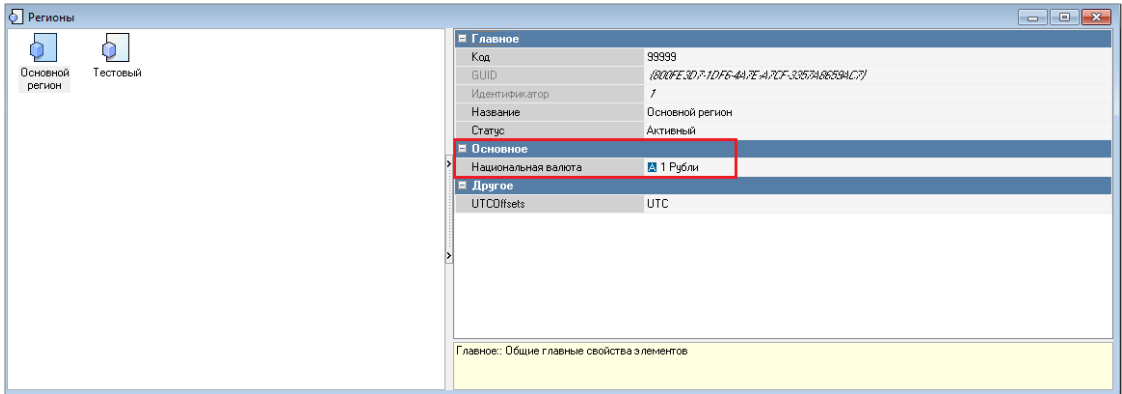 Регионы
Основной регион
Тестовый
Главное
Код 99999
GUID {800FE3D7-1DF6-4A7E-A7CF-3357A8659AC7}
Идентификатор 1
Название Основной регион
Статус Активный
Основное
Национальная валюта A 1 Рубли
Другое
UTCOffsets UTC
Главное:: Общие главные свойства элементов